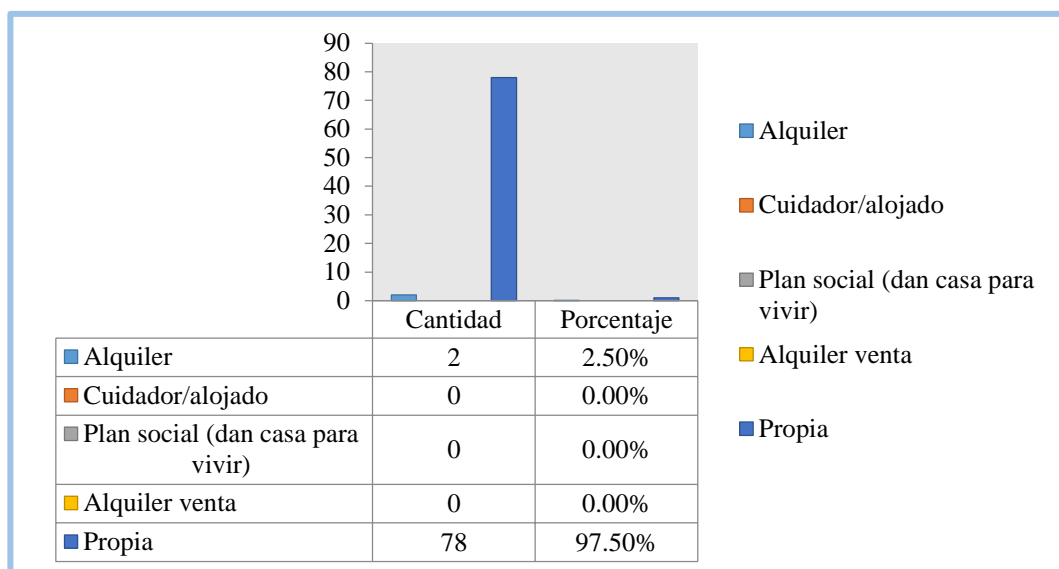 90
80
70
60
50
40
30
20
10
0
Cantidad Porcentaje
Alquiler 2 2.50%
Cuidador/alojado 0 0.00%
Plan social (dan casa para
vivir) 0 0.00%
Alquiler venta 0 0.00%
Propia 78 97.50%
Alquiler
Cuidador/alojado
Plan social (dan casa para
vivir)
Alquiler venta
Propia